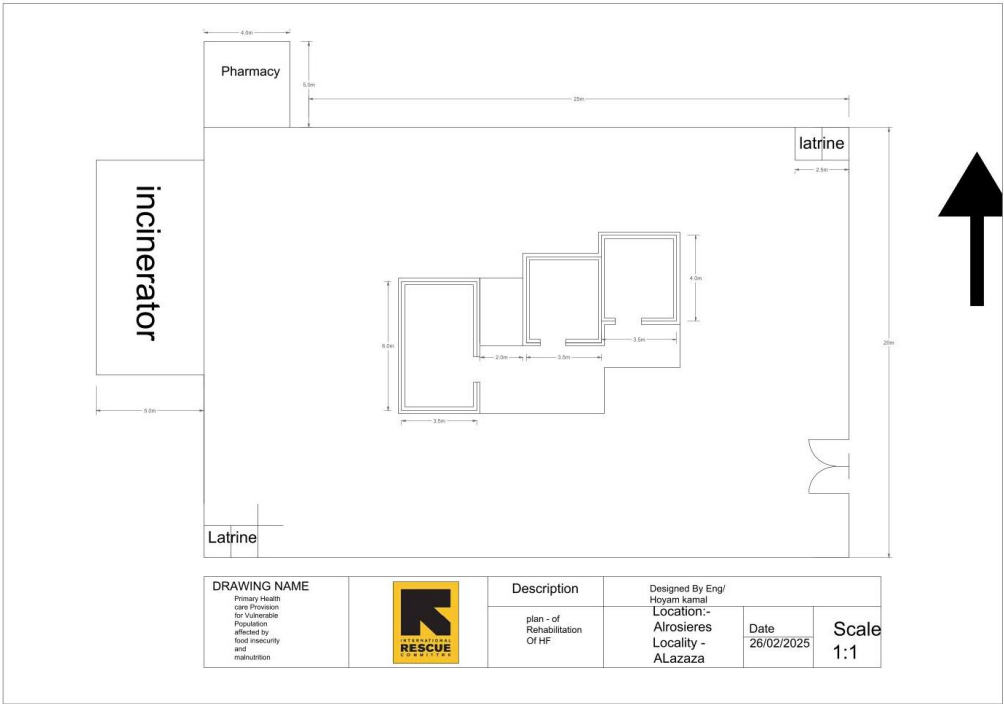 4.0m
Pharmacy
5.0m
25m
latrine
2.5m
incinerator
4.0m
6.0m
20m
3.5m
2.0m
3.5m
5.0m
3.5m
Latrine
DRAWING NAME
Primary Health
care Provision
for Vulnerable
Population
affected by
food insecurity
and
malnutrition
INTERNATIONAL
RESCUE
COMMITTEE
Description
plan - of
Rehabilitation
Of HF
Designed By Eng/
Hoyam kamal
Location:-
Alrosieres
Locality -
ALazaza
Date
26/02/2025
Scale
1:1